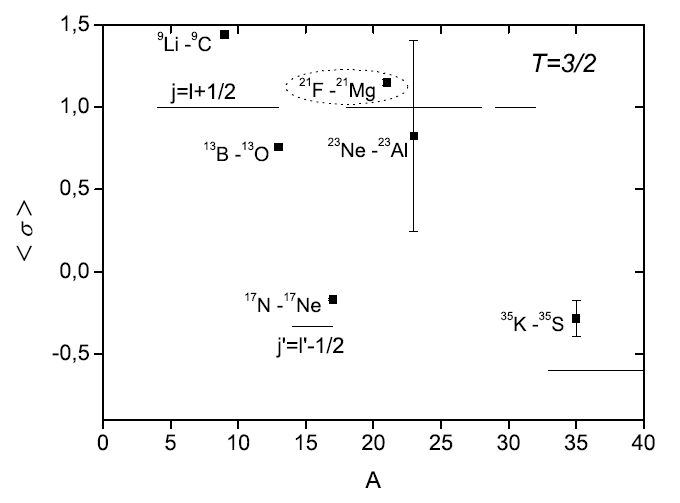 1,5
⁹Li -⁹C
T=3/2
j=l+1/2
²¹F -²¹Mg
1,0
¹³B -¹³O
²³Ne -²³Al
0,5
< σ >
0,0
¹⁷N -¹⁷Ne
³⁵K -³⁵S
j'=l'-1/2
-0,5
0 5 10 15 20 25 30 35 40
A